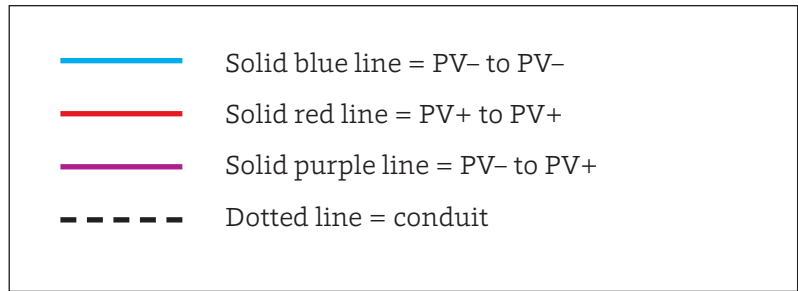 Solid blue line = PV– to PV–
Solid red line = PV+ to PV+
Solid purple line = PV– to PV+
Dotted line = conduit